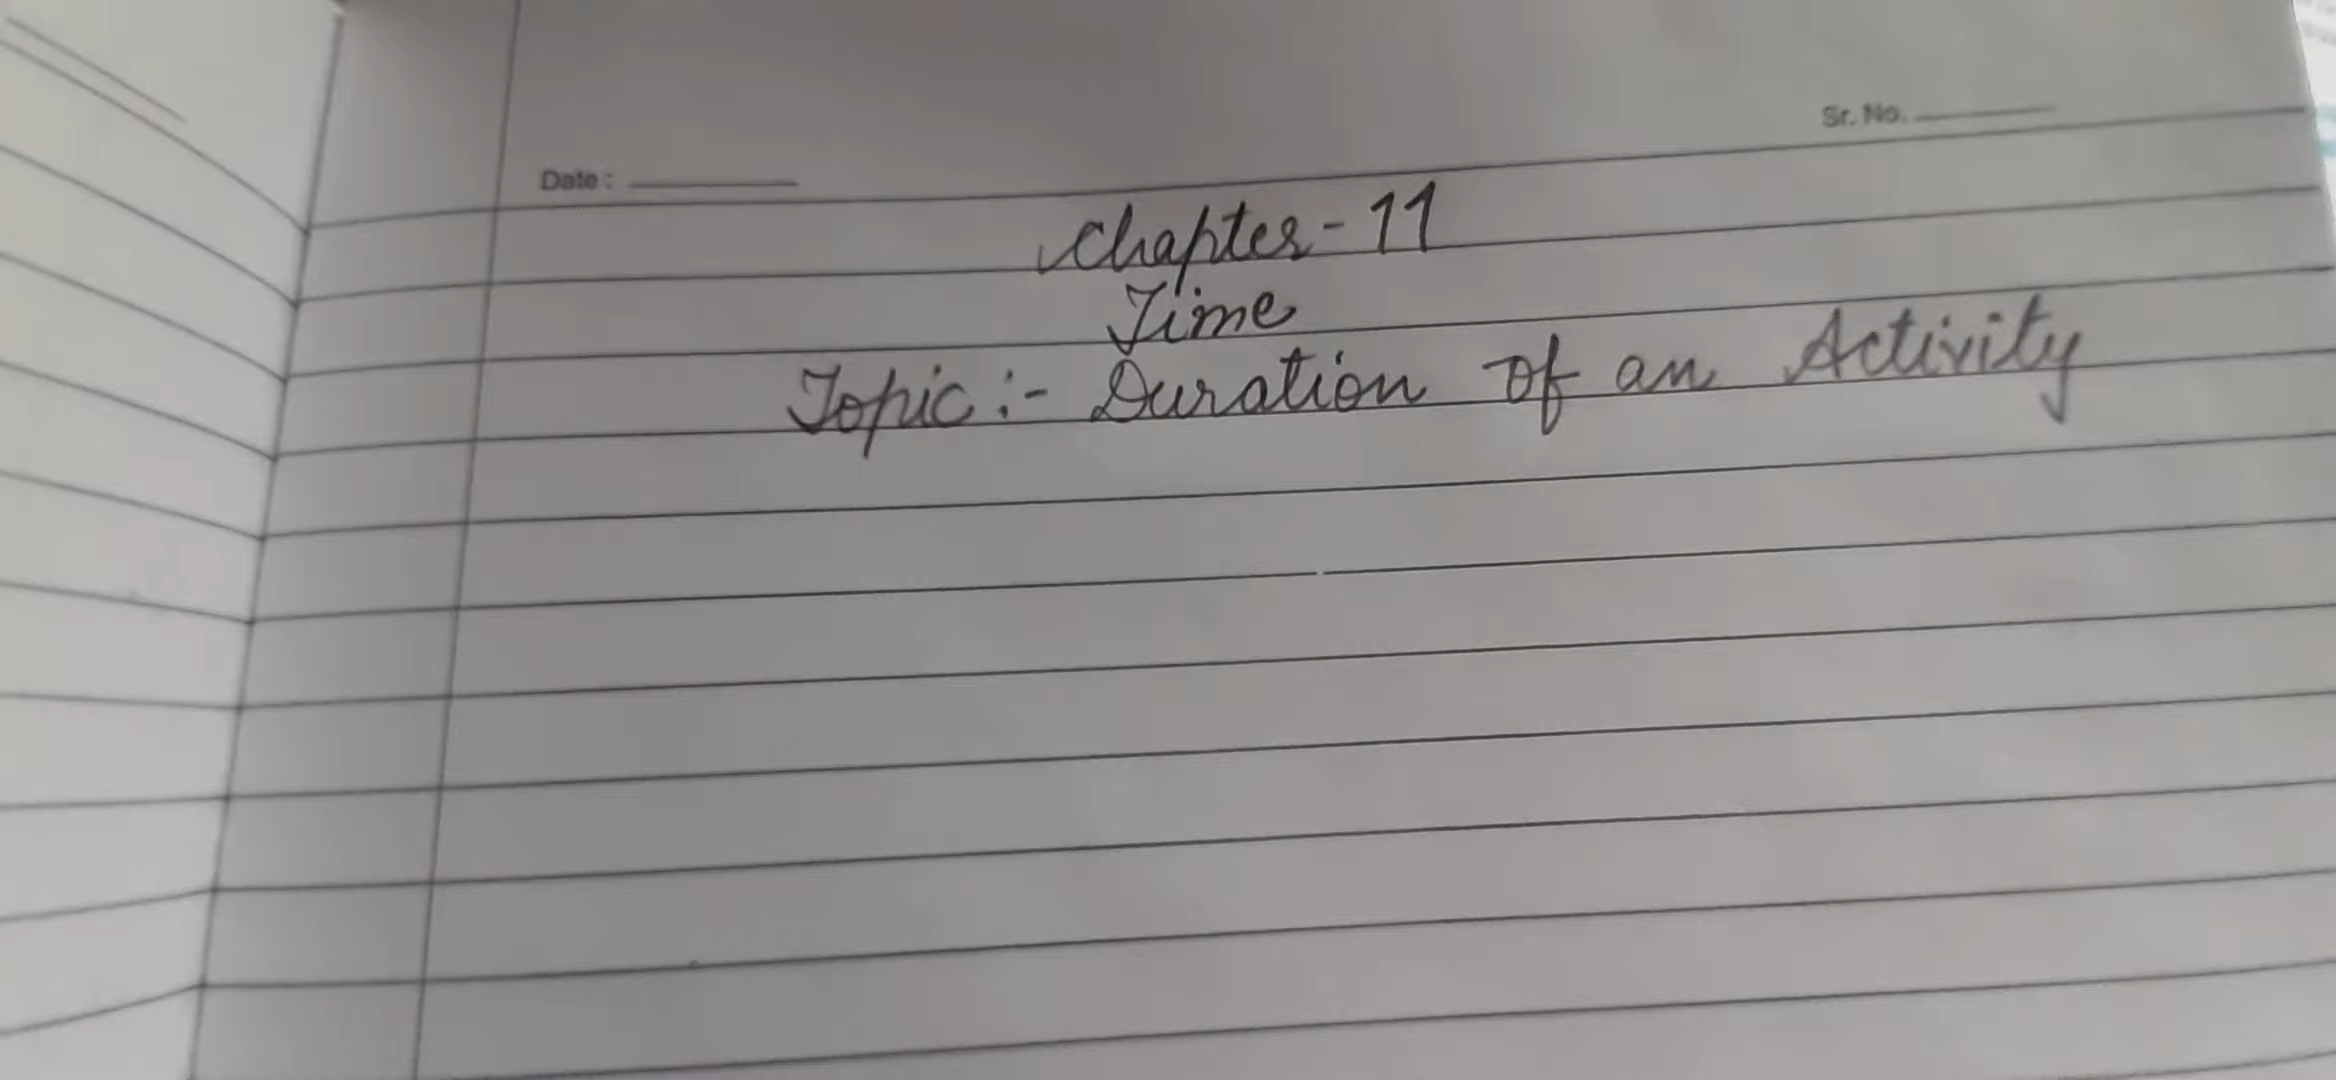 Sr. No.
Date :
Chapter - 11
Time
Topic :- Duration of an Activity